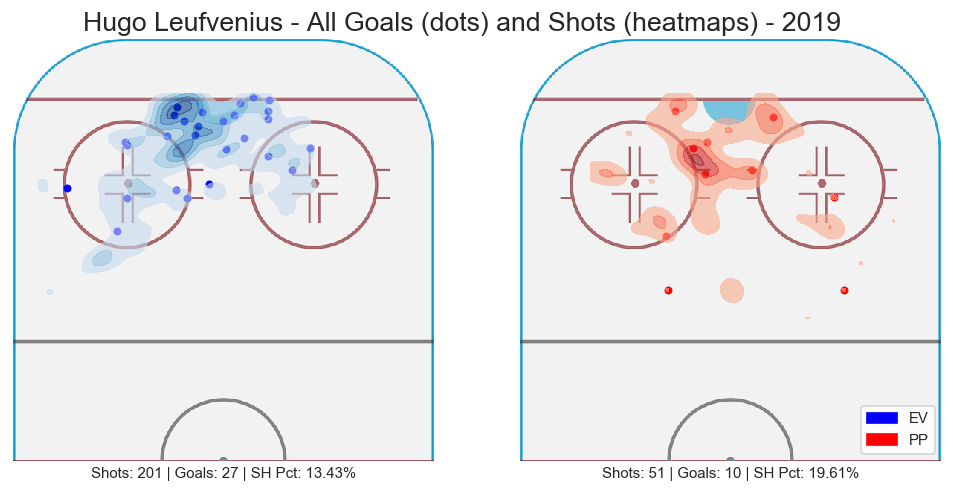 Hugo Leufvenius - All Goals (dots) and Shots (heatmaps) - 2019
EV
PP
Shots: 201 | Goals: 27 | SH Pct: 13.43%
Shots: 51 | Goals: 10 | SH Pct: 19.61%